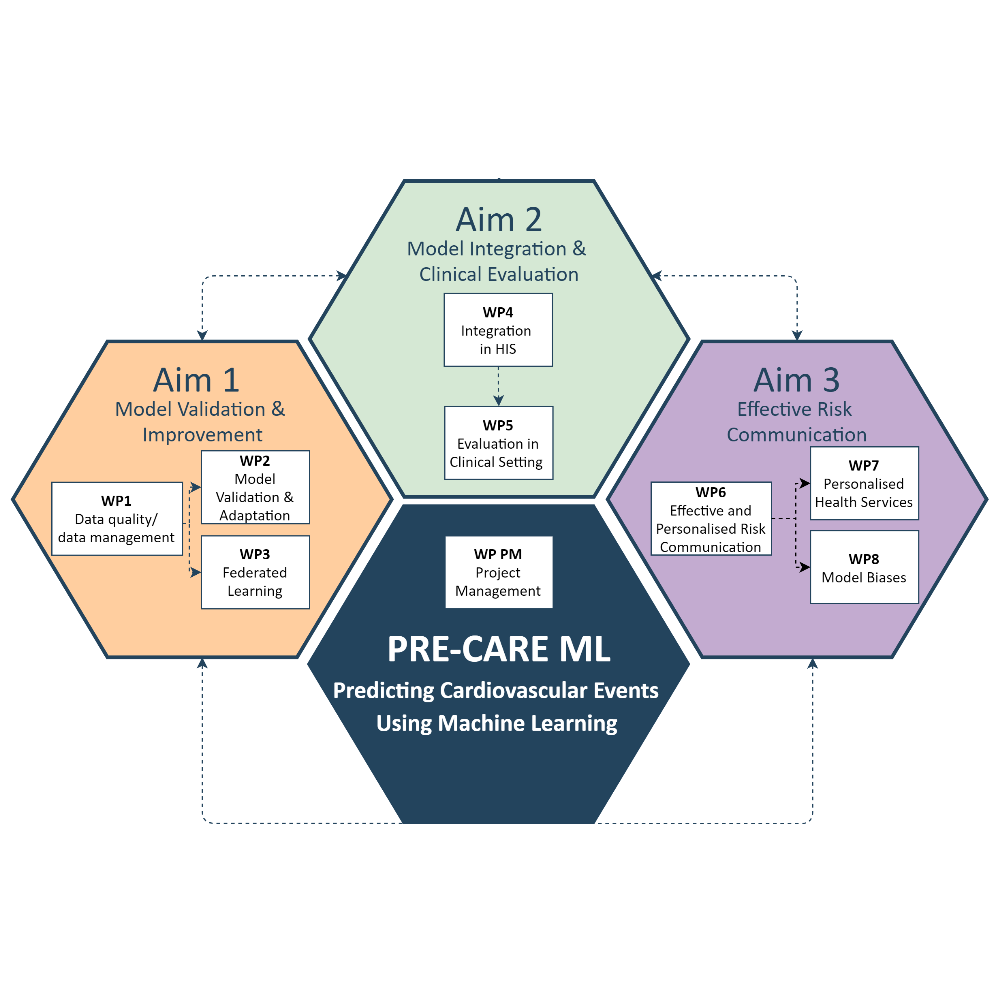 Aim 2
Model Integration &
Clinical Evaluation
WP4
Integration
in HIS
WP5
Evaluation in
Clinical Setting
Aim 1
Model Validation &
Improvement
WP1
Data quality/
data management
WP2
Model
Validation &
Adaptation
WP3
Federated
Learning
Aim 3
Effective Risk
Communication
WP6
Effective and
Personalised Risk
Communication
WP7
Personalised
Health Services
WP8
Model Biases
WP PM
Project
Management
PRE-CARE ML
Predicting Cardiovascular Events
Using Machine Learning